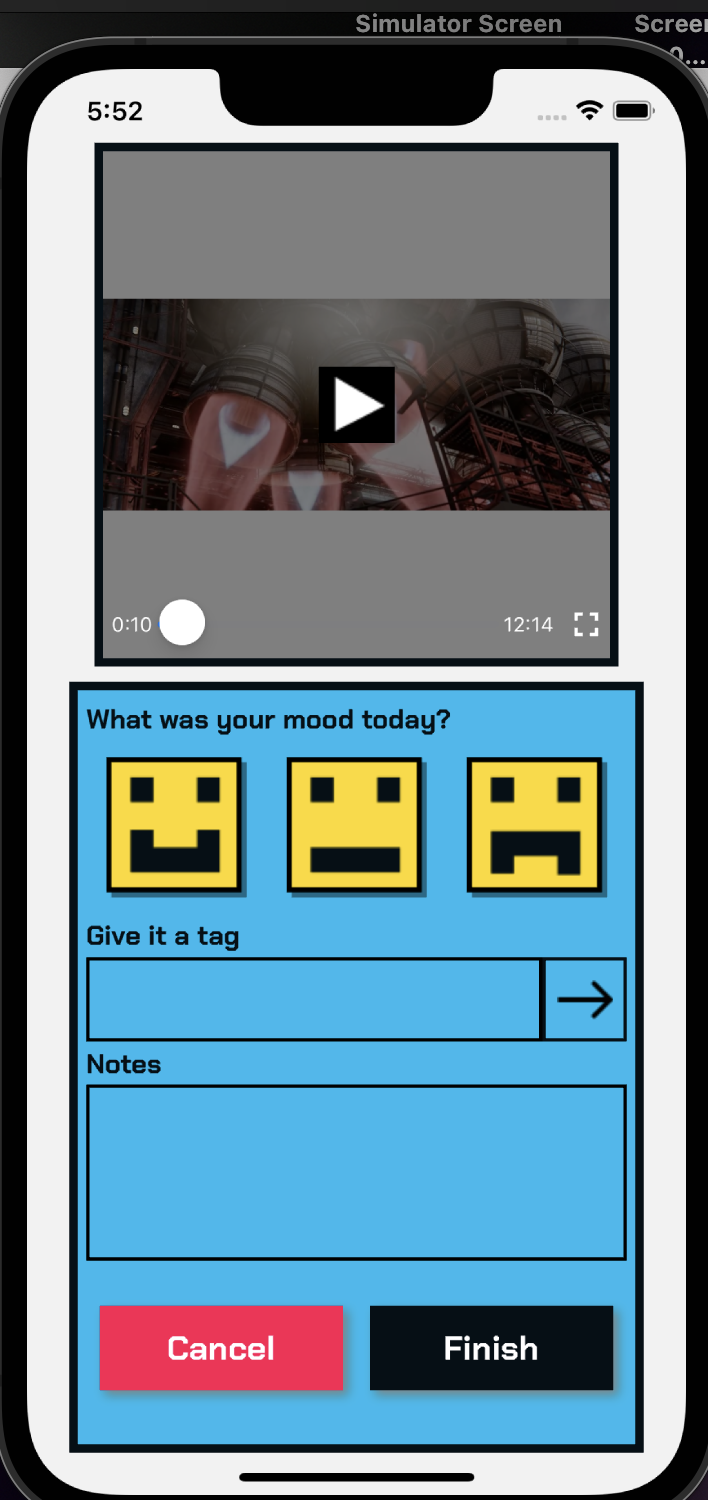 Simulator Screen
Screen
0...
5:52
0:10
12:14
What was your mood today?
Give it a tag
Notes
Cancel
Finish